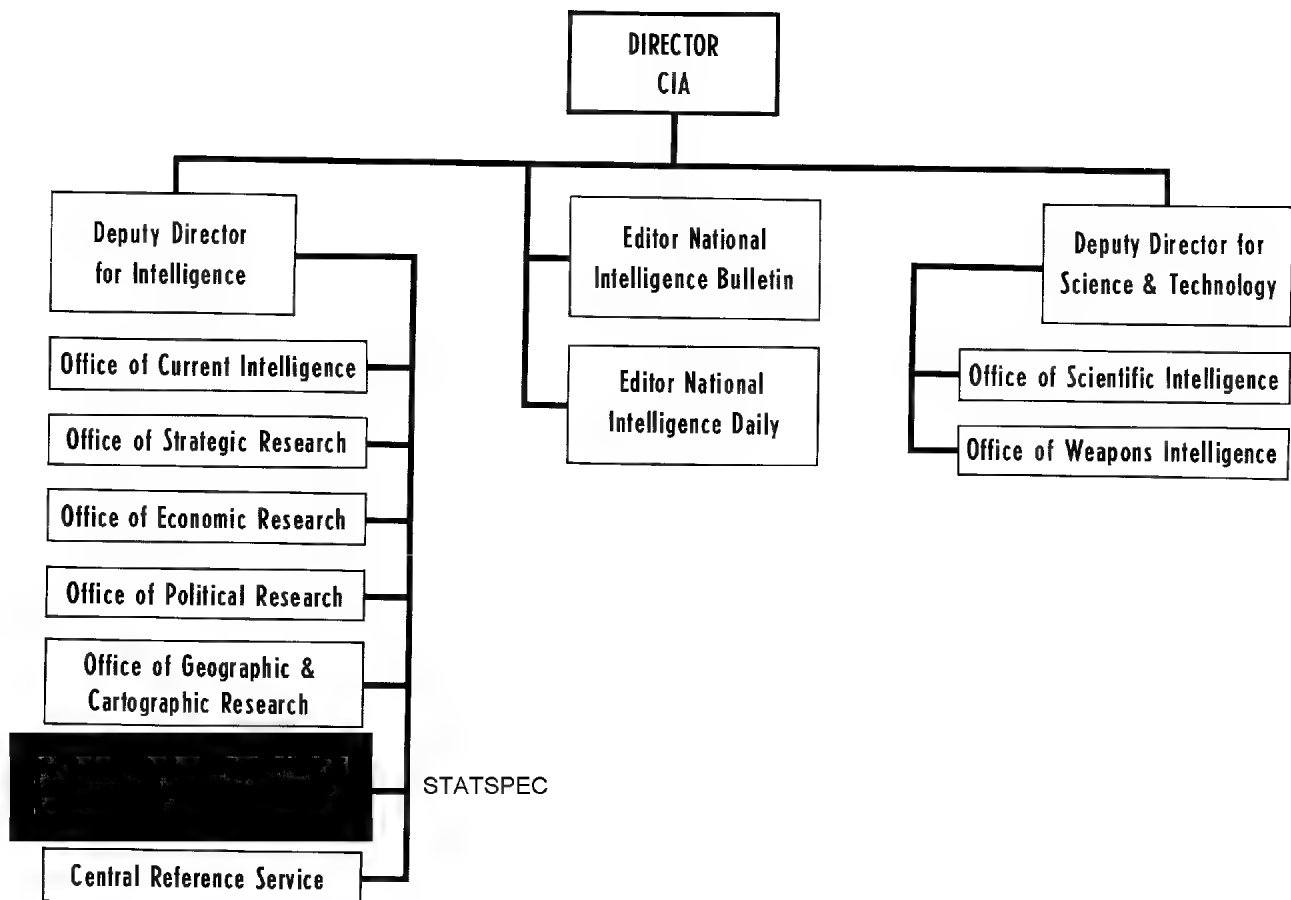 DIRECTOR
CIA
Deputy Director
for Intelligence
Office of Current Intelligence
Office of Strategic Research
Office of Economic Research
Office of Political Research
Office of Geographic &
Cartographic Research
STATSPEC
Central Reference Service
Editor National
Intelligence Bulletin
Editor National
Intelligence Daily
Deputy Director for
Science & Technology
Office of Scientific Intelligence
Office of Weapons Intelligence